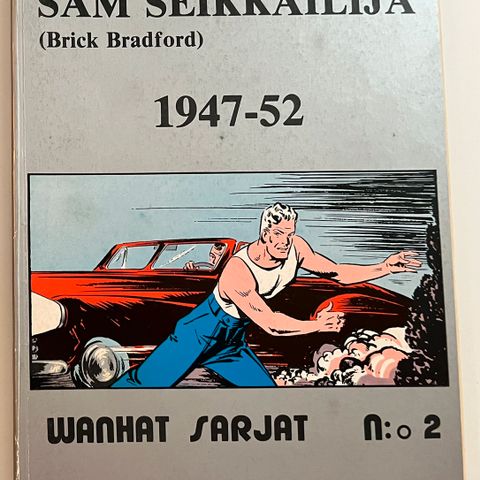 SAM SEIKKAILIJA
(Brick Bradford)
1947-52
WANHAT SARJAT N:o 2